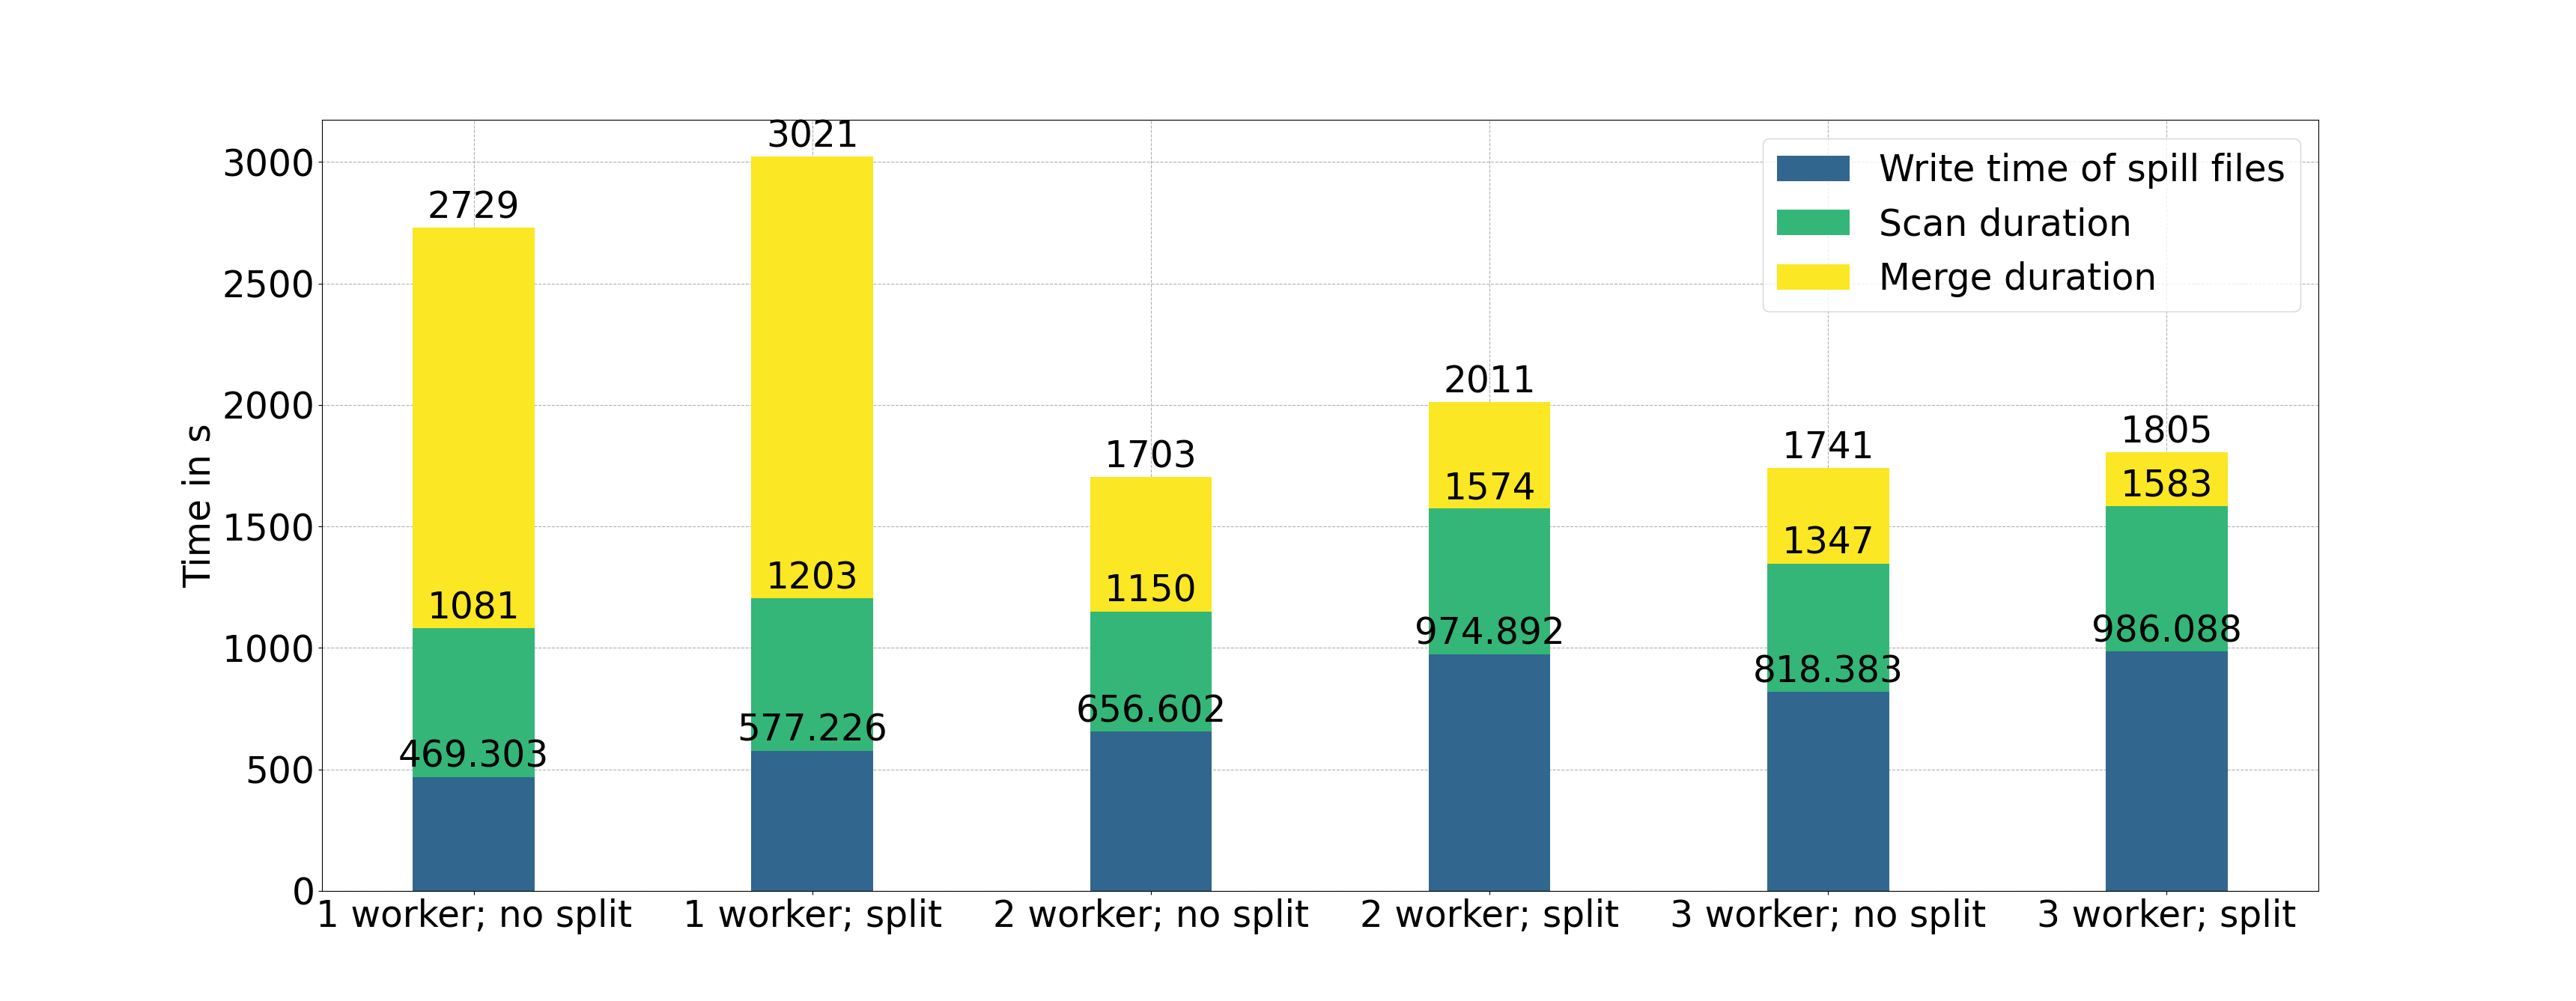 Time in s
3000
2500
2000
1500
1000
500
0
2729
1081
469.303
3021
1203
577.226
1703
1150
656.602
2011
1574
974.892
1741
1347
818.383
1805
1583
986.088
Write time of spill files
Scan duration
Merge duration
1 worker; no split
1 worker; split
2 worker; no split
2 worker; split
3 worker; no split
3 worker; split